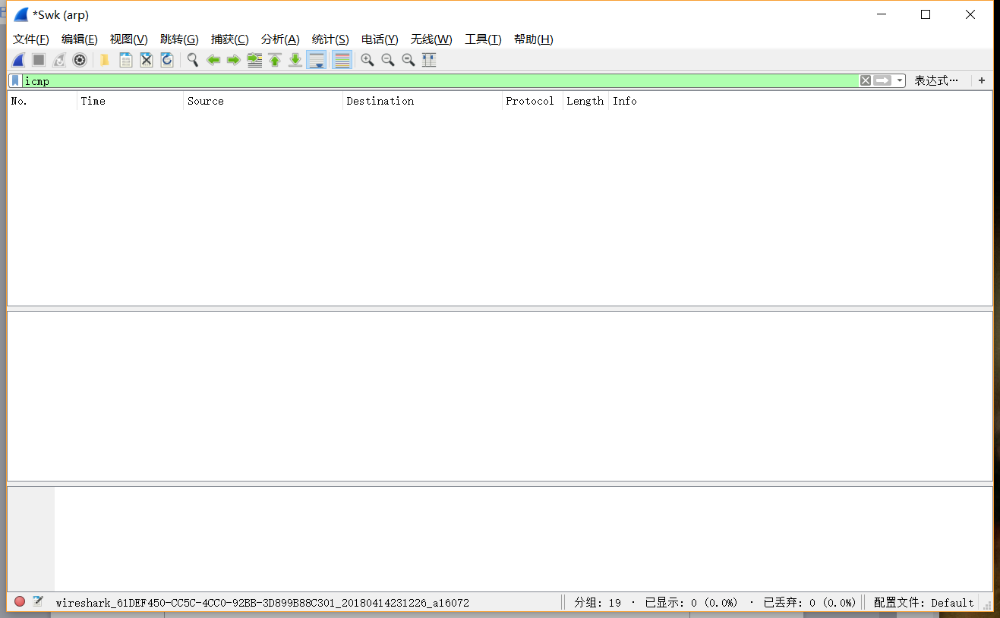 *Swk (arp)
文件(F) 编辑(E) 视图(V) 跳转(G) 捕获(C) 分析(A) 统计(S) 电话(Y) 无线(W) 工具(T) 帮助(H)
icmp 表达式… +
No. Time Source Destination Protocol Length Info
wireshark_61DEF450-CC5C-4CC0-92BB-3D899B88C301_20180414231226_a16072 分组: 19 · 已显示: 0 (0.0%) · 已丢弃: 0 (0.0%) 配置文件: Default